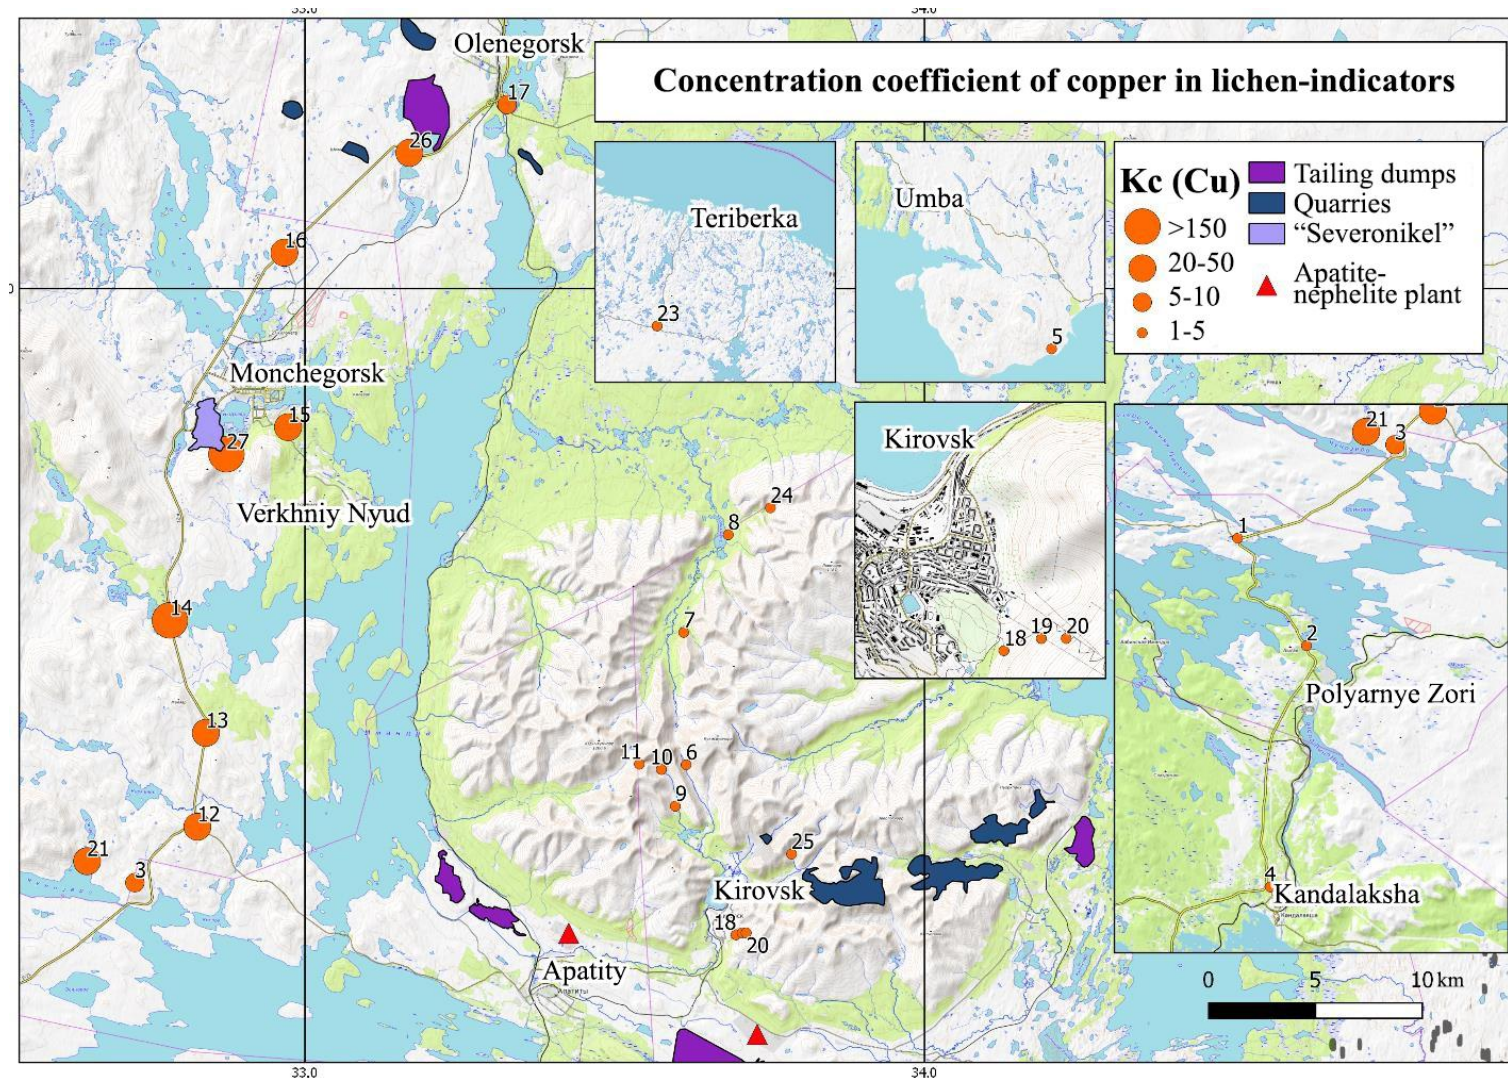 33.0
34.0
Olenegorsk
Concentration coefficient of copper in lichen-indicators
17
26
16
Teriberka
23
Umba
5
Kc (Cu)
>150
20-50
5-10
1-5
Tailing dumps
Quarries
“Severonikel”
Apatite-
nephelite plant
0
Monchegorsk
15
27
Verkhniy Nyud
24
8
Kirovsk
18
19
20
21
3
1
2
Polyarnye Zori
4
Kandalaksha
14
7
13
11
10
6
9
12
21
3
25
Kirovsk
18
20
Apatity
0
5
10 km
33.0
34.0